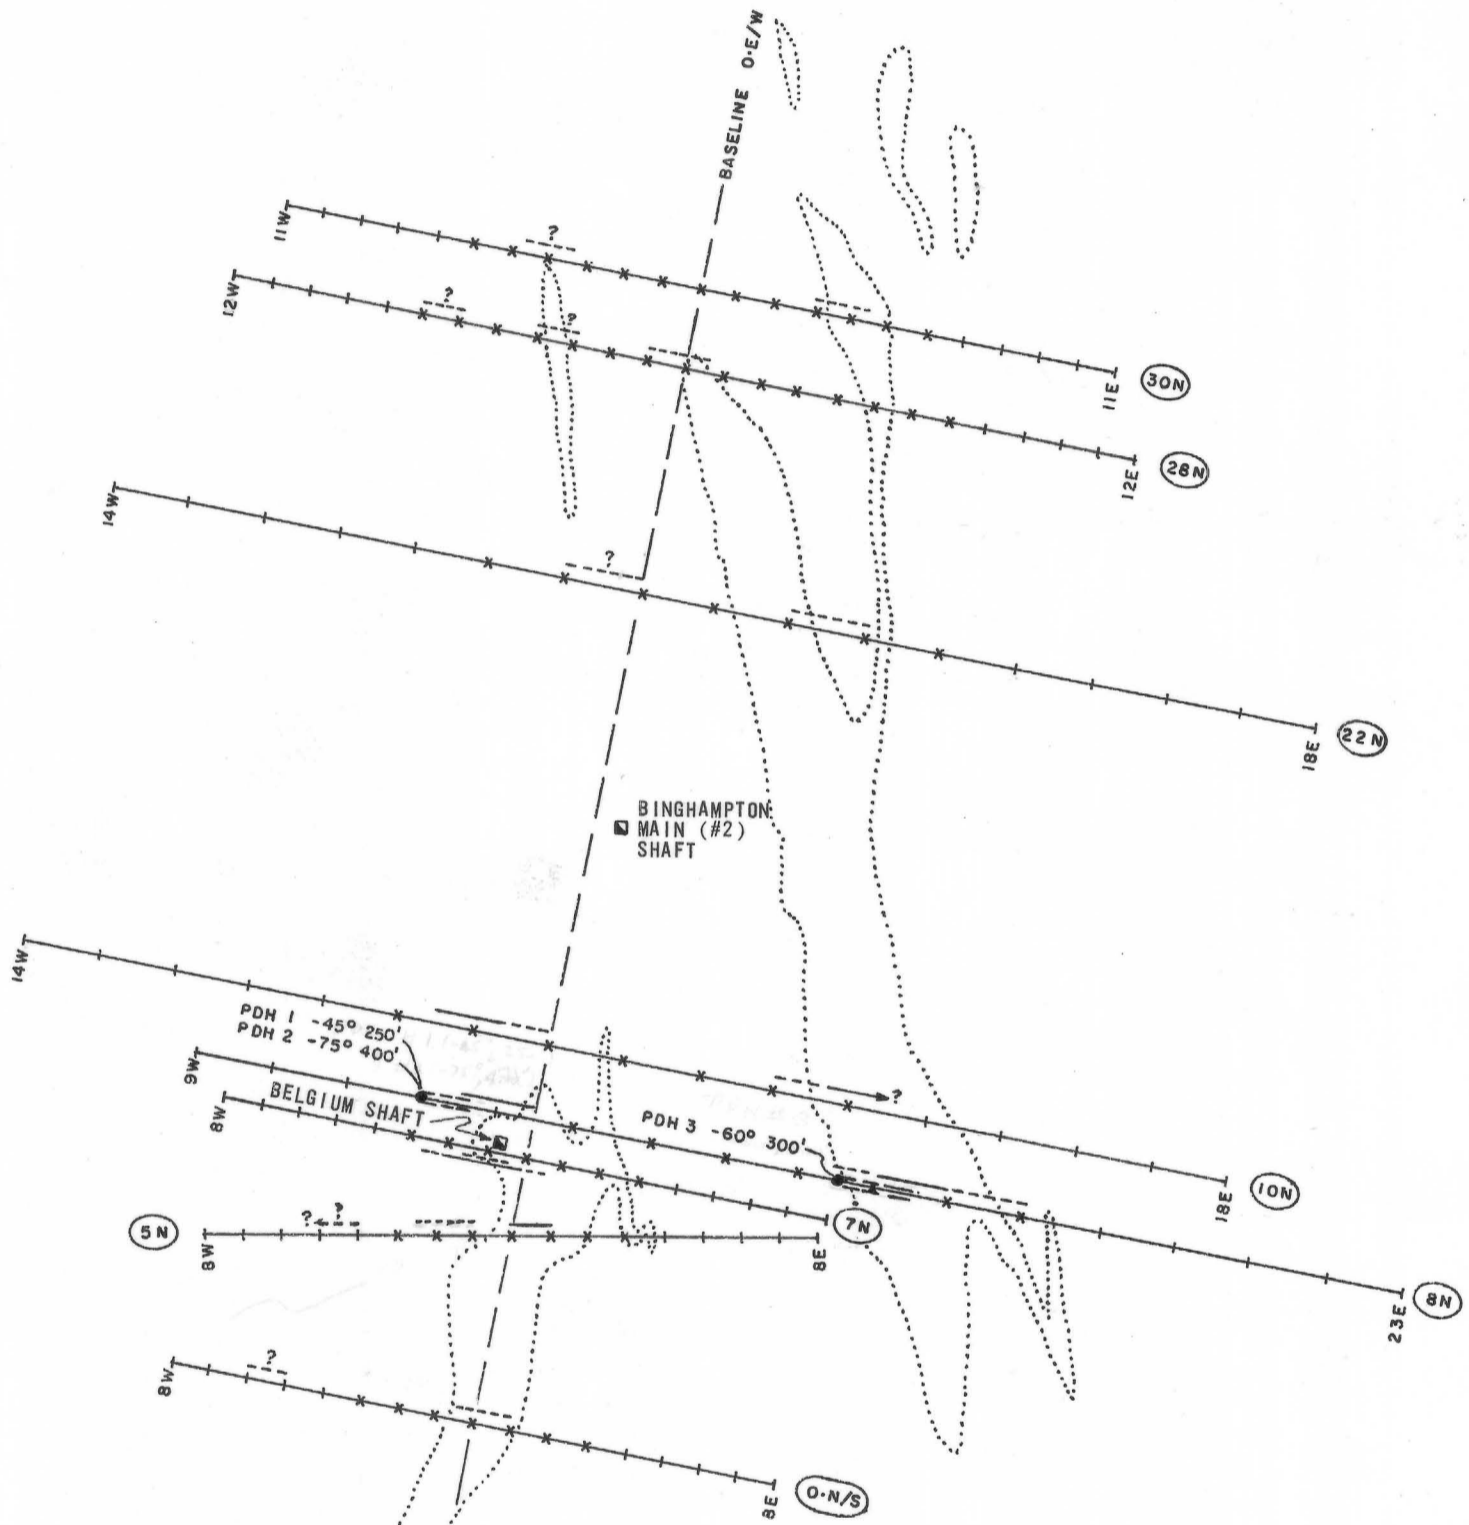 BASELINE O·E/W
11W
?
11E
30N
12W
?
?
12E
28N
14W
?
18E
22N
BINGHAMPTON
MAIN (#2)
SHAFT
14W
PDH 1 -45° 250'
PDH 2 -75° 400'
?
18E
10N
9W
BELGIUM SHAFT
PDH 3 -60° 300'
23E
8N
8W
7N
5N
?
?
8W
8E
8W
?
8E
O·N/S